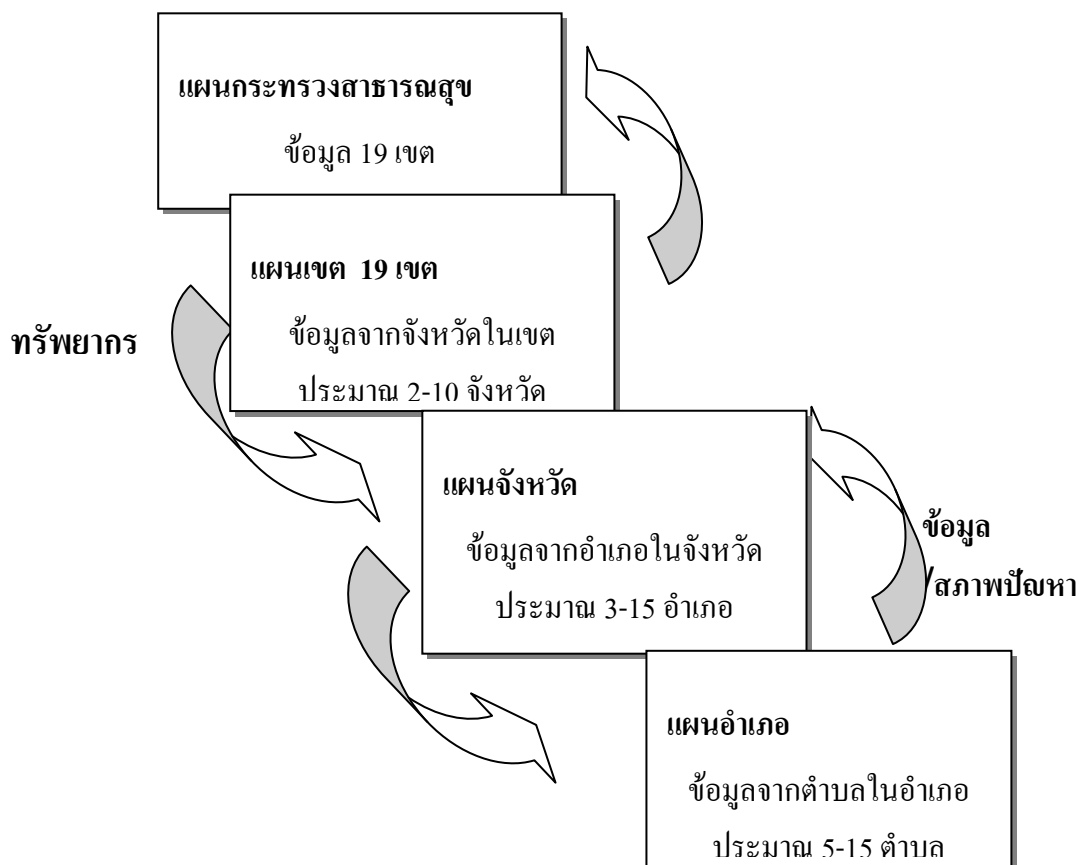 แผนกระทรวงสาธารณสุข
ข้อมูล 19 เขต
แผนเขต 19 เขต
ข้อมูลจากจังหวัดในเขต
ประมาณ 2-10 จังหวัด
ทรัพยากร
แผนจังหวัด
ข้อมูลจากอำเภอในจังหวัด
ประมาณ 3-15 อำเภอ
ข้อมูล
/สภาพปัญหา
แผนอำเภอ
ข้อมูลจากตำบลในอำเภอ
ประมาณ 5-15 ตำบล